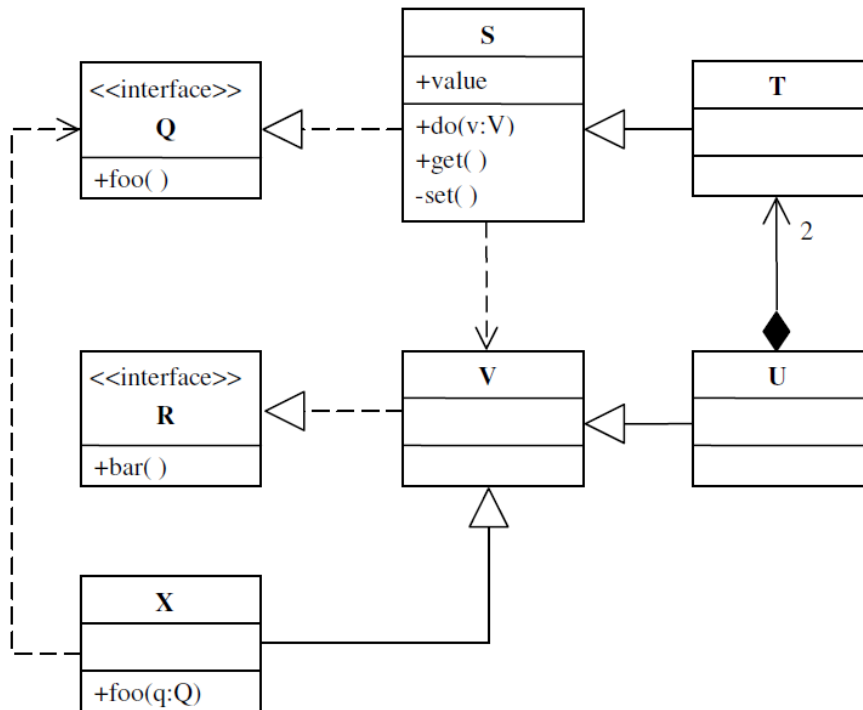 <<interface>>
Q
+foo( )
S
+value
+do(v:V)
+get( )
-set( )
T
2
<<interface>>
R
+bar( )
V
U
X
+foo(q:Q)